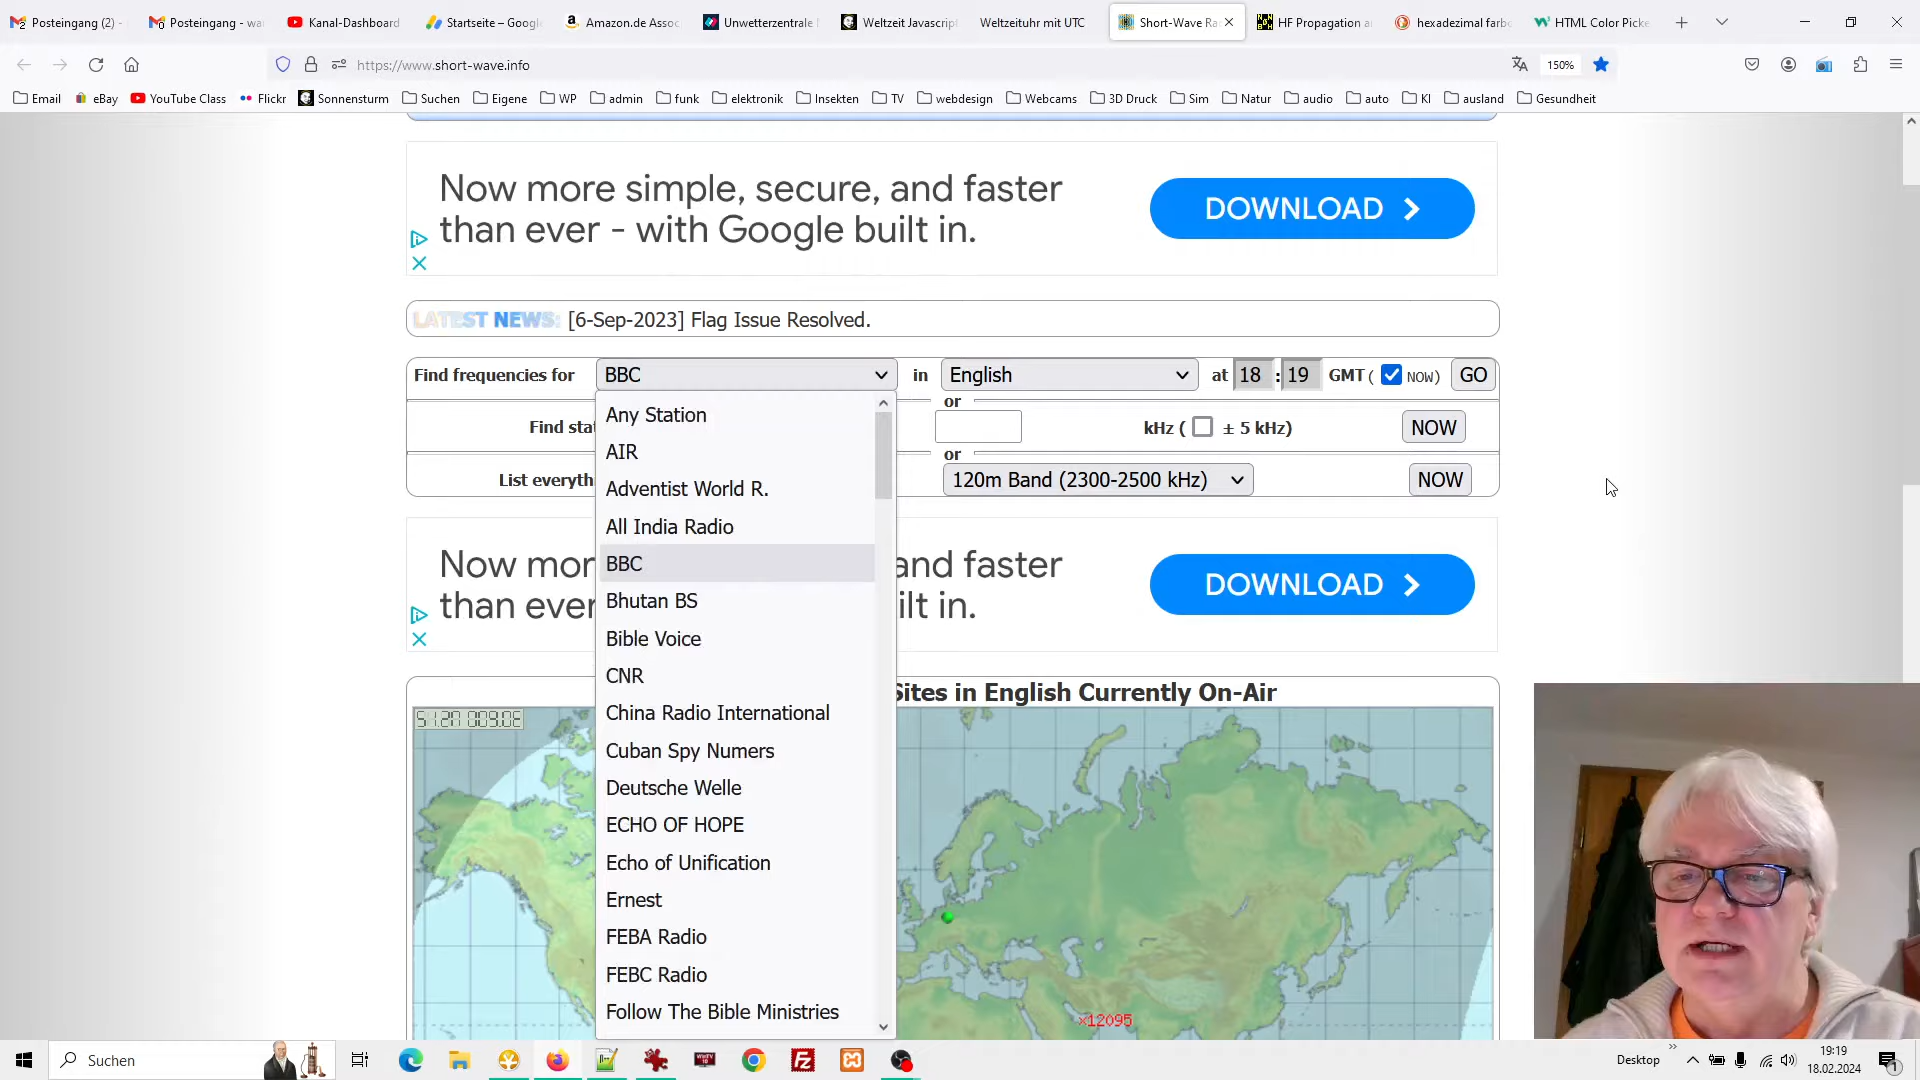 Posteingang (2) -
Posteingang - wa
Kanal-Dashboard
Startseite – Google
Amazon.de Assoc
Unwetterzentrale
Weltzeit Javascript
Weltzeituhr mit UTC
Short-Wave Ra
HF Propagation a
hexadezimal farb
HTML Color Picke
https://www.short-wave.info
150%
Email
eBay
YouTube Class
Flickr
Sonnensturm
Suchen
Eigene
WP
admin
funk
elektronik
Insekten
TV
webdesign
Webcams
3D Druck
Sim
Natur
audio
auto
KI
ausland
Gesundheit
Now more simple, secure, and faster
than ever - with Google built in.
DOWNLOAD
LATEST NEWS: [6-Sep-2023] Flag Issue Resolved.
Find frequencies for BBC in English at 18 : 19 GMT ( NOW) GO
or
Find stat kHz ( ± 5 kHz) NOW
or
List everyth 120m Band (2300-2500 kHz) NOW
Any Station
AIR
Adventist World R.
All India Radio
BBC
Bhutan BS
Bible Voice
CNR
China Radio International
Cuban Spy Numers
Deutsche Welle
ECHO OF HOPE
Echo of Unification
Ernest
FEBA Radio
FEBC Radio
Follow The Bible Ministries
Now mor and faster
than ever ilt in.
DOWNLOAD
Sites in English Currently On-Air
x12095
Suchen
WinTV
10
Desktop
19:19
18.02.2024
1